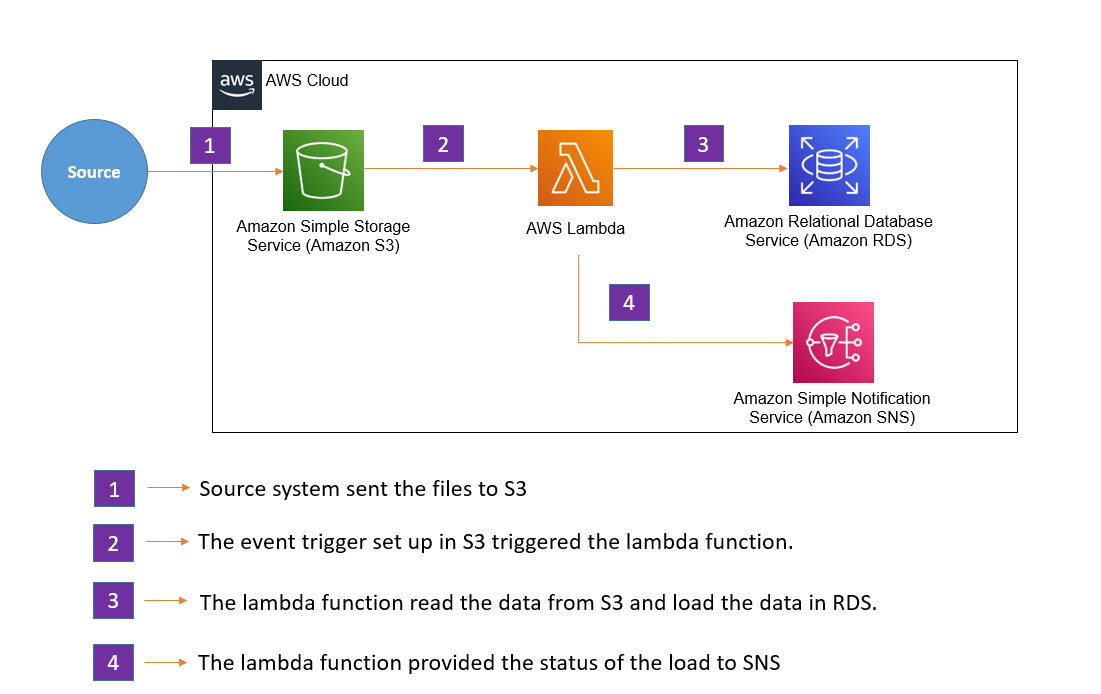 aws
AWS Cloud
Source
1
2
3
Amazon Simple Storage
Service (Amazon S3)
AWS Lambda
Amazon Relational Database
Service (Amazon RDS)
4
Amazon Simple Notification
Service (Amazon SNS)
1 Source system sent the files to S3
2 The event trigger set up in S3 triggered the lambda function.
3 The lambda function read the data from S3 and load the data in RDS.
4 The lambda function provided the status of the load to SNS